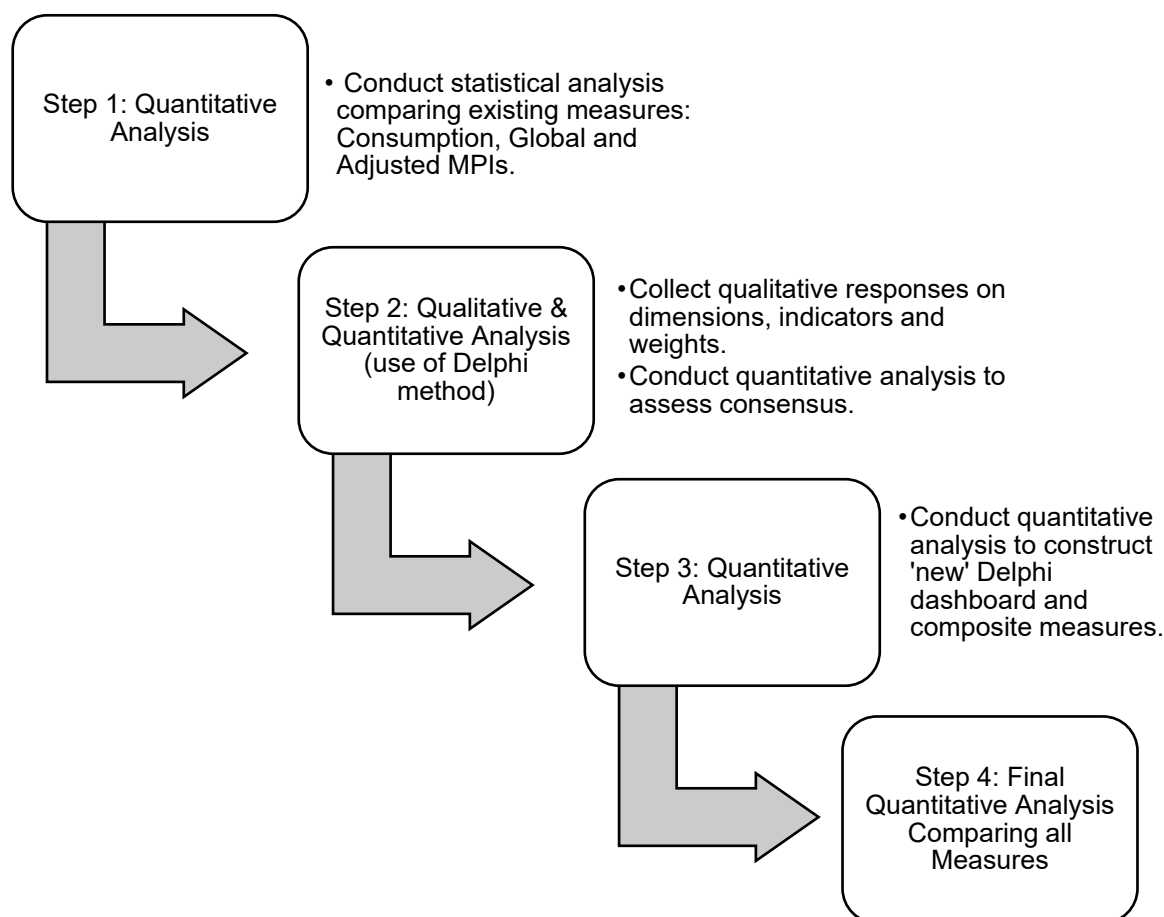 Step 1: Quantitative
Analysis
• Conduct statistical analysis
comparing existing measures:
Consumption, Global and
Adjusted MPIs.
Step 2: Qualitative &
Quantitative Analysis
(use of Delphi
method)
•Collect qualitative responses on
dimensions, indicators and
weights.
•Conduct quantitative analysis to
assess consensus.
Step 3: Quantitative
Analysis
•Conduct quantitative
analysis to construct
'new' Delphi
dashboard and
composite measures.
Step 4: Final
Quantitative Analysis
Comparing all
Measures